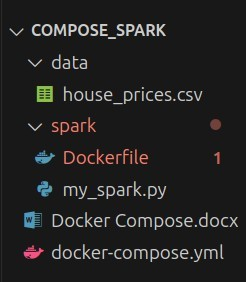 COMPOSE_SPARK
data
house_prices.csv
spark
Dockerfile 1
my_spark.py
Docker Compose.docx
docker-compose.yml